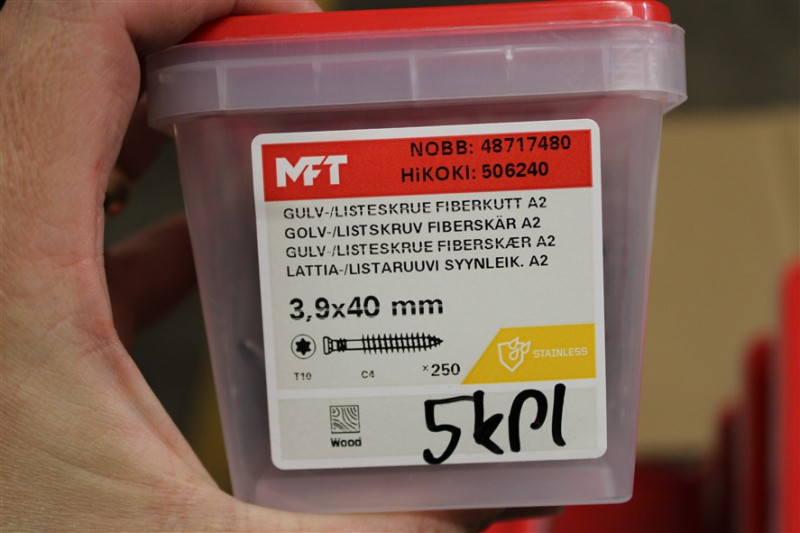 MFT
NOBB: 48717480
HiKOKI: 506240
GULV-/LISTESKRUE FIBERKUTT A2
GOLV-/LISTSKRUV FIBERSKÄR A2
GULV-/LISTESKRUE FIBERSKÆR A2
LATTIA-/LISTARUUVI SYYNLEIK. A2
3,9x40 mm
T10
C4
x250
STAINLESS
Wood
5kpl